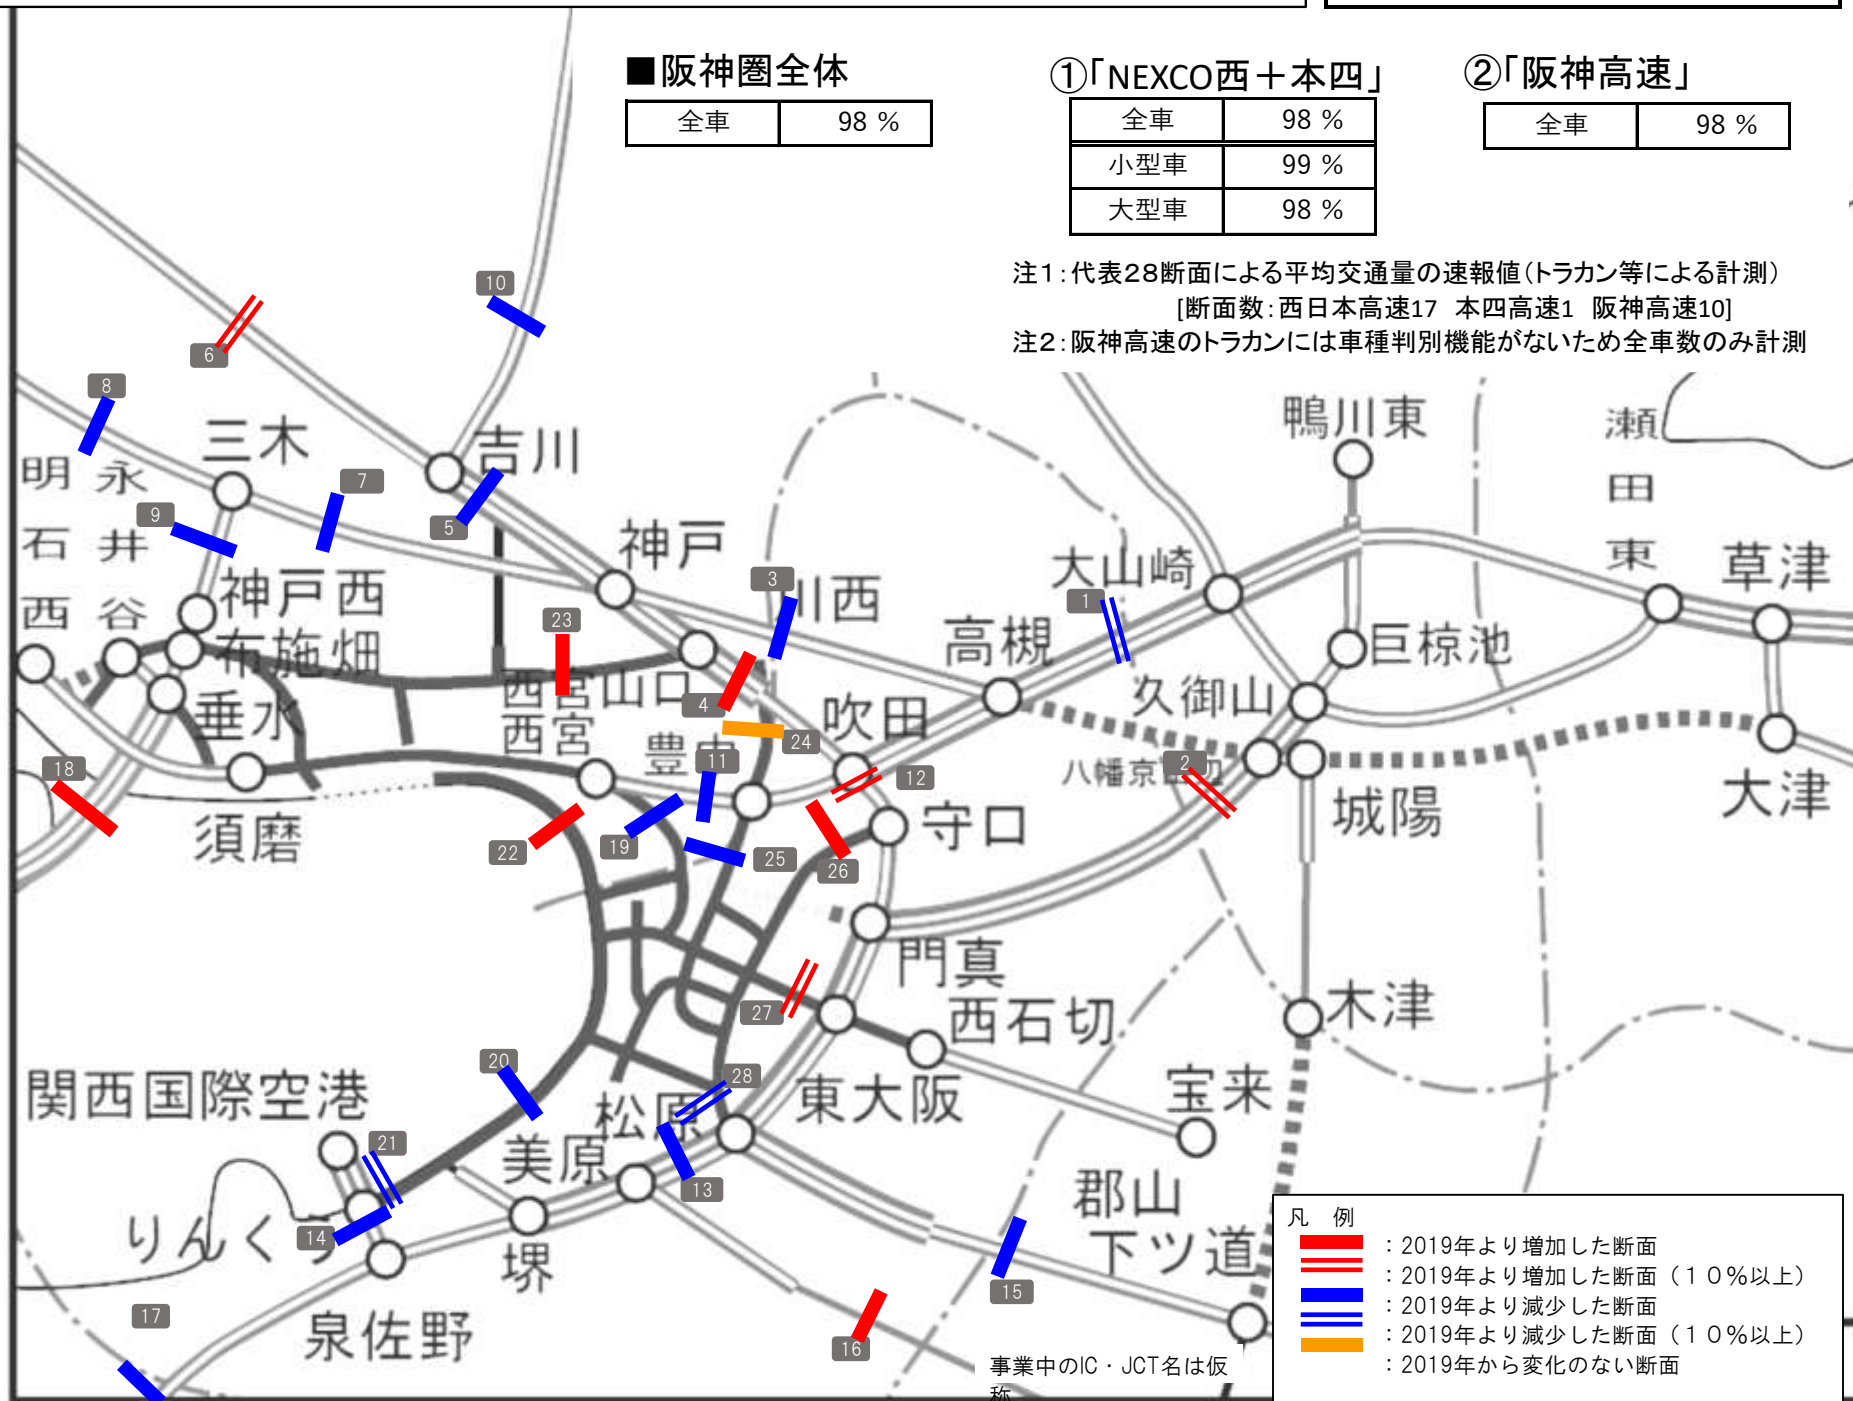 ■阪神圏全体
全車 98 %
①「NEXCO西＋本四」
全車 98 %
小型車 99 %
大型車 98 %
②「阪神高速」
全車 98 %
注１：代表２８断面による平均交通量の速報値（トラカン等による計測）
[断面数：西日本高速17 本四高速1 阪神高速10]
注２：阪神高速のトラカンには車種判別機能がないため全車数のみ計測
10
6
8
三木
吉川
鴨川東
瀬田東
明石西
永井谷
7
9
5
神戸
3
川西
大山崎
1
草津
神戸西
布施畑
23
高槻
巨椋池
西宮山口
西宮
4
久御山
垂水
吹田
24
豊中
11
12
八幡京田辺
2
18
大津
須磨
22
19
25
26
守口
城陽
門真
27
西石切
木津
20
28
関西国際空港
松原
東大阪
宝来
21
美原
13
郡山
下ツ道
りんくう
14
堺
15
17
泉佐野
16
事業中のIC・JCT名は仮
称
凡 例
：2019年より増加した断面
：2019年より増加した断面（１０％以上）
：2019年より減少した断面
：2019年より減少した断面（１０％以上）
：2019年から変化のない断面